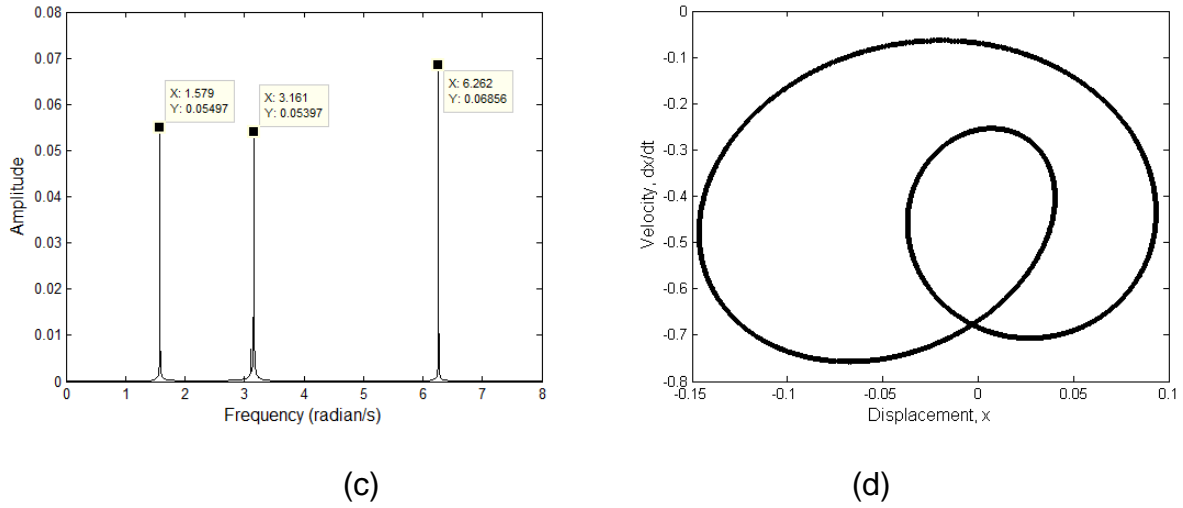 0.08
0.07
0.06
0.05
0.04
0.03
0.02
0.01
0
Amplitude
X: 1.579
Y: 0.05497
X: 3.161
Y: 0.05397
X: 6.262
Y: 0.06856
0 1 2 3 4 5 6 7 8
Frequency (radian/s)
(c)
0
-0.1
-0.2
-0.3
-0.4
-0.5
-0.6
-0.7
-0.8
Velocity, dx/dt
-0.15 -0.1 -0.05 0 0.05 0.1
Displacement, x
(d)